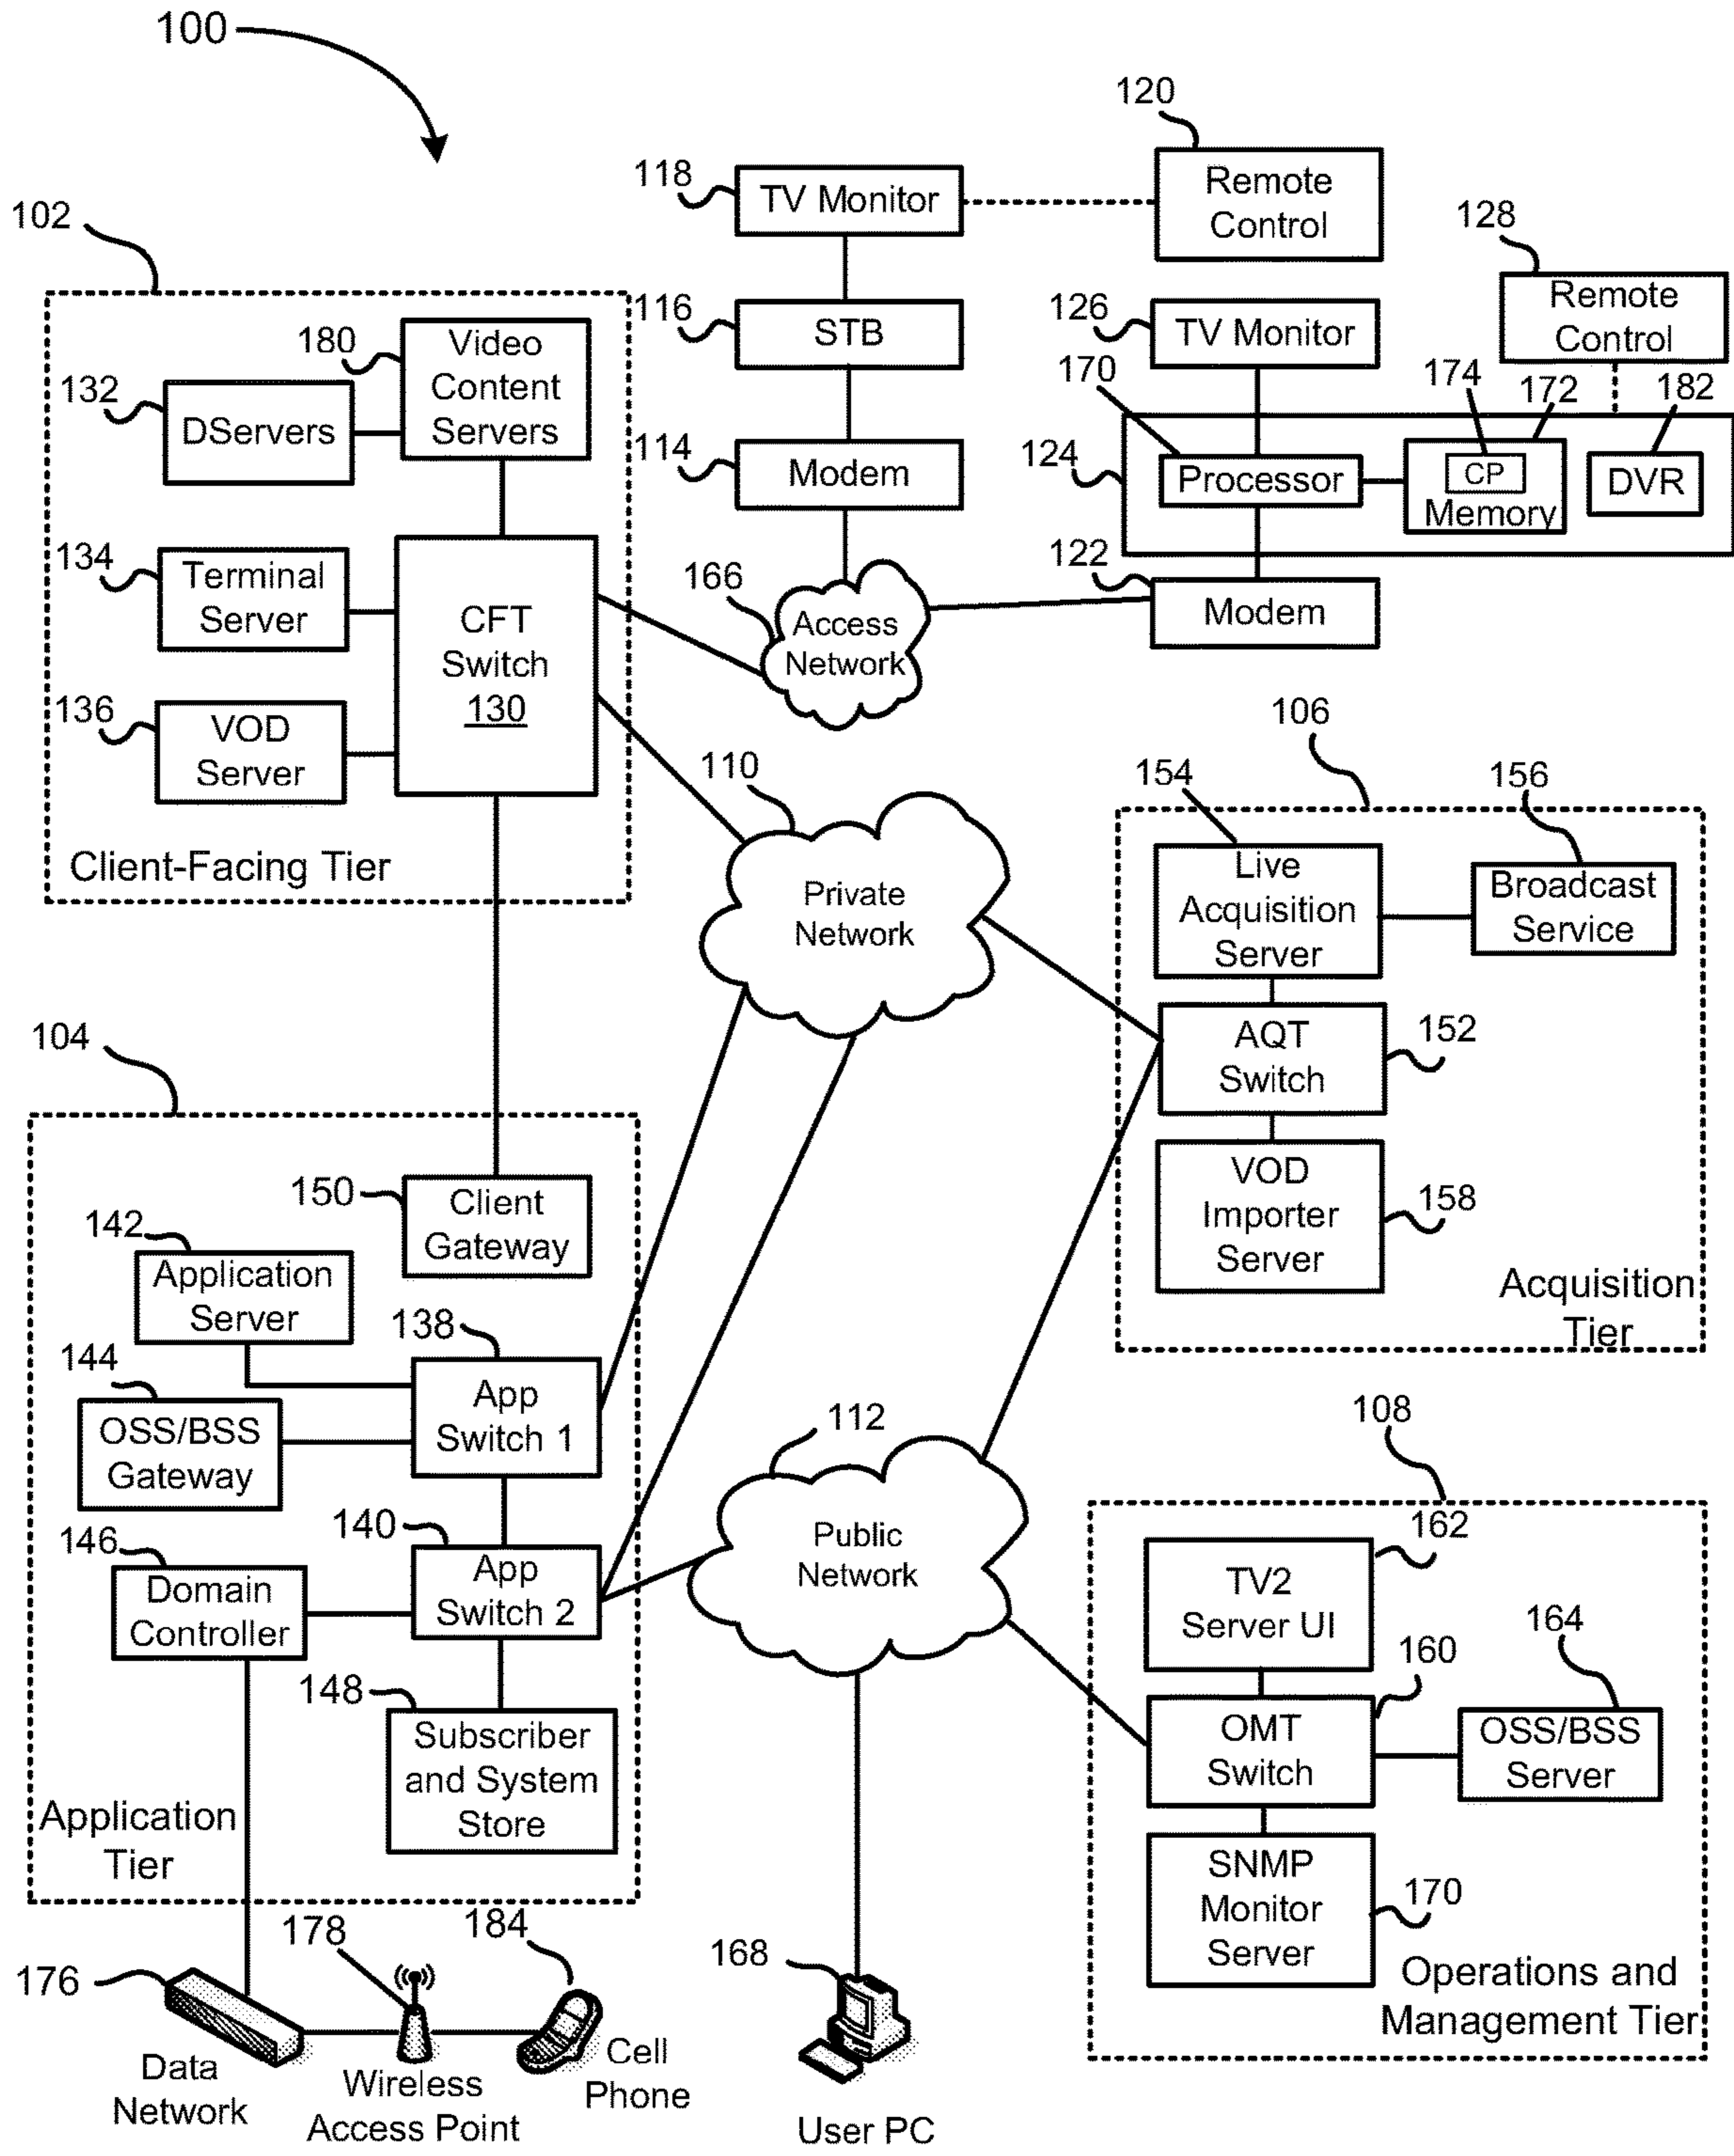 100
120
118
TV Monitor
Remote
Control
102
128
Remote
Control
180
Video
Content
Servers
116
STB
126
TV Monitor
132
DServers
170
174
172
182
114
Modem
124
Processor
CP
Memory
DVR
134
Terminal
Server
CFT
Switch
130
166
Access
Network
122
Modem
136
VOD
Server
Client-Facing Tier
110
Private
Network
106
154
156
Live
Acquisition
Server
Broadcast
Service
AQT
Switch
152
VOD
Importer
Server
158
Acquisition
Tier
104
150
Client
Gateway
142
Application
Server
138
App
Switch 1
144
OSS/BSS
Gateway
140
App
Switch 2
146
Domain
Controller
148
Subscriber
and System
Store
Application
Tier
112
Public
Network
108
162
TV2
Server UI
160
164
OMT
Switch
OSS/BSS
Server
SNMP
Monitor
Server
170
Operations and
Management Tier
176
178
184
168
Data
Network
Wireless
Access Point
Cell
Phone
User PC